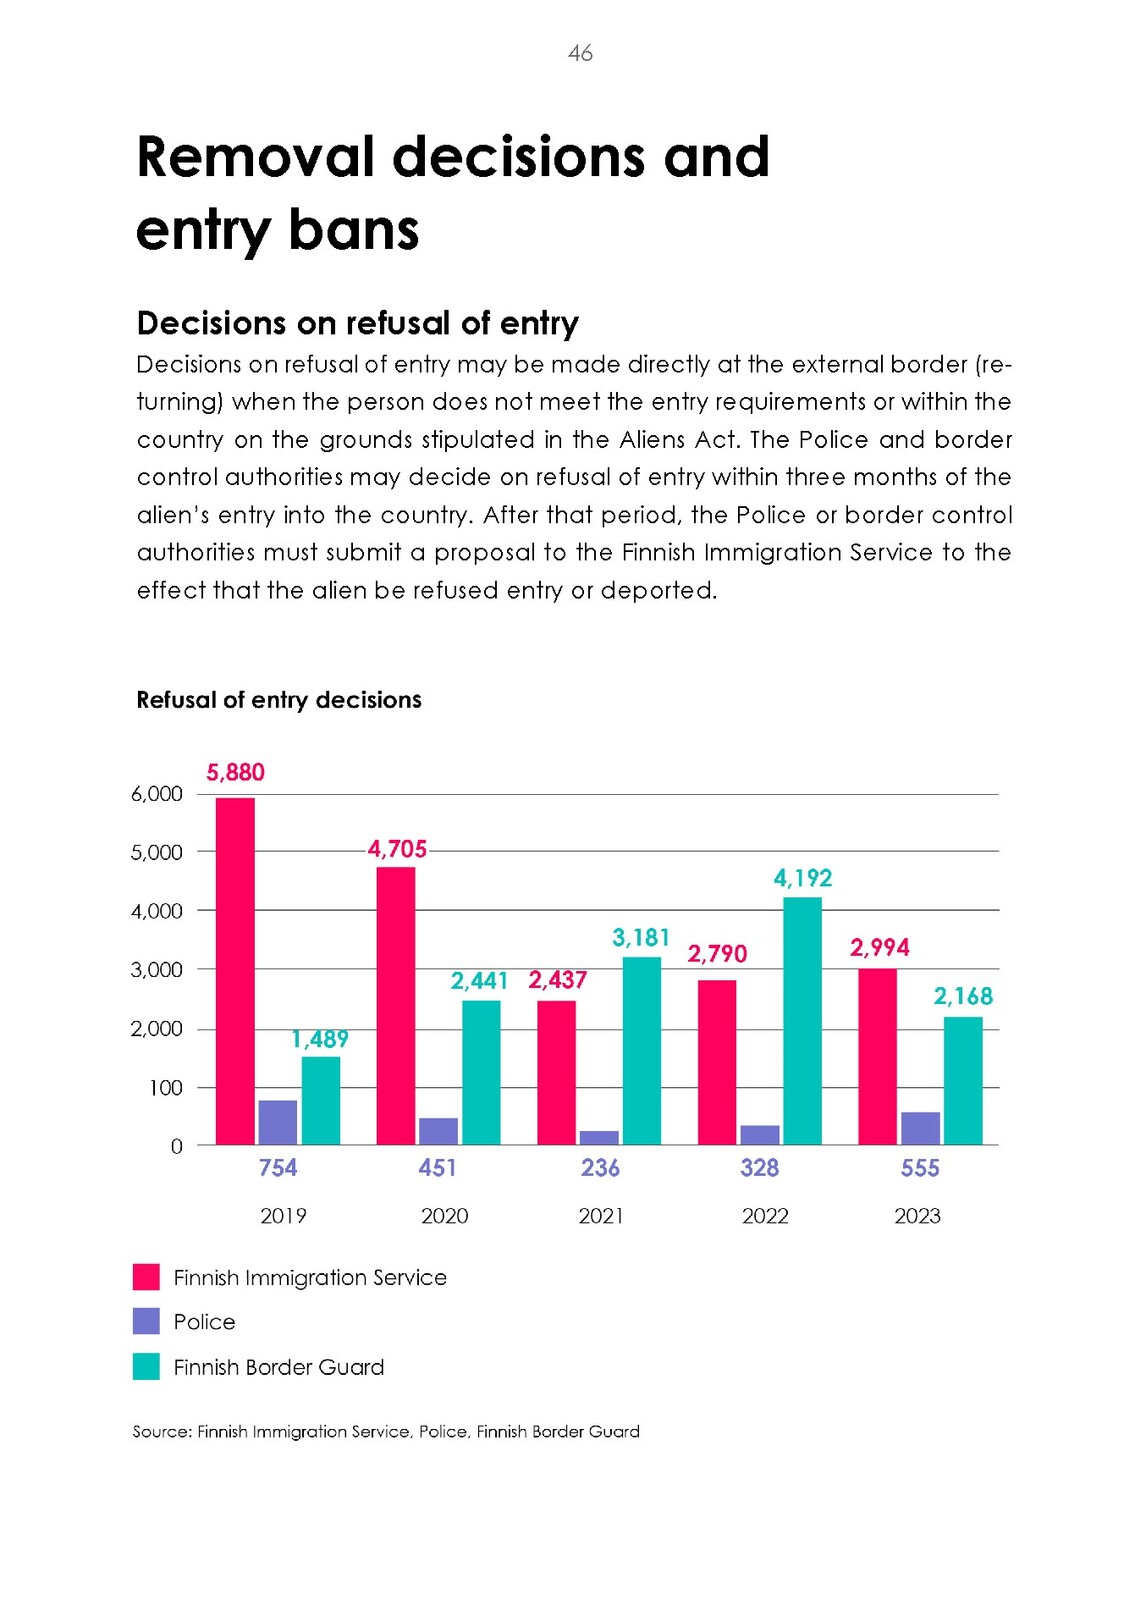 46
Removal decisions and
entry bans
Decisions on refusal of entry
Decisions on refusal of entry may be made directly at the external border (re-
turning) when the person does not meet the entry requirements or within the
country on the grounds stipulated in the Aliens Act. The Police and border
control authorities may decide on refusal of entry within three months of the
alien's entry into the country. After that period, the Police or border control
authorities must submit a proposal to the Finnish Immigration Service to the
effect that the alien be refused entry or deported.
Refusal of entry decisions
5,880
6,000
4,705
5,000
4,192
4,000
3,181
2,790
2,994
3,000
2,441
2,437
2,168
2,000
1,489
100
0
754
451
236
328
555
2019
2020
2021
2022
2023
Finnish Immigration Service
Police
Finnish Border Guard
Source: Finnish Immigration Service, Police, Finnish Border Guard